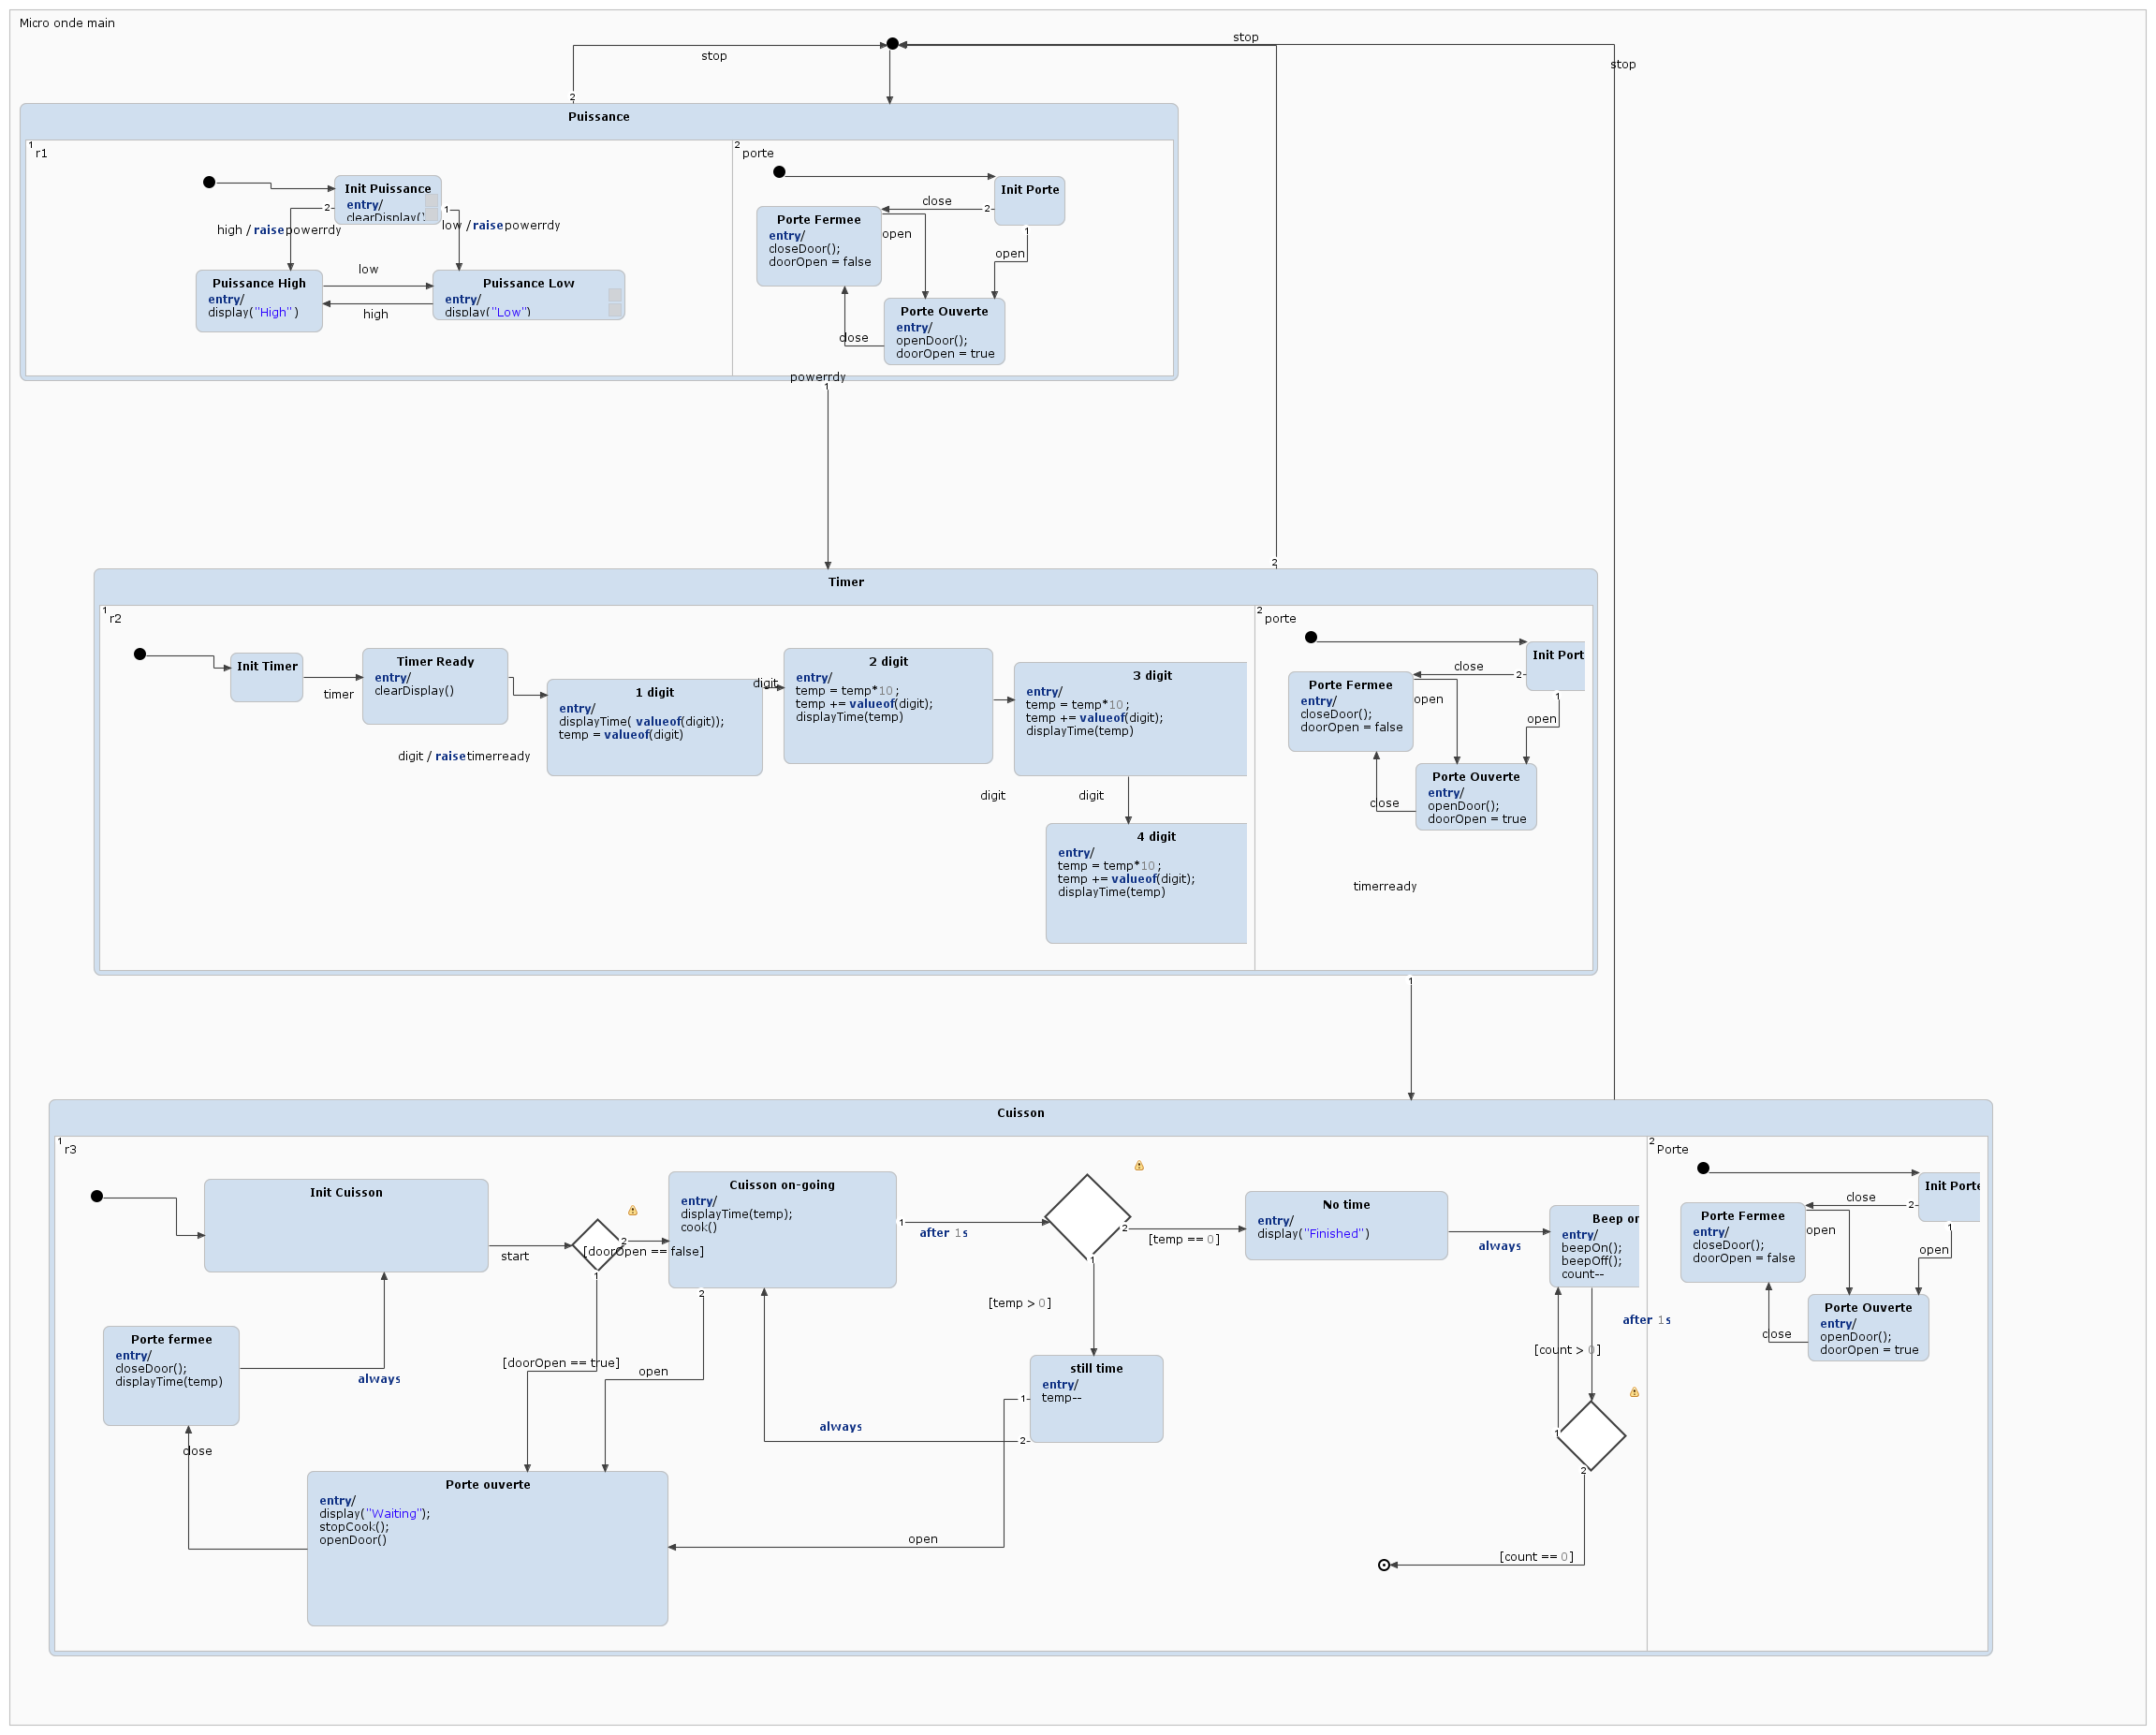 Micro onde main
stop
stop
stop
2
Puissance
1
r1
Init Puissance
entry/
clearDisplay()
2
1
high / raise powerrdy
low / raise powerrdy
Puissance High
entry/
display("High")
low
high
Puissance Low
entry/
display("Low")
2
porte
Init Porte
close
2
1
Porte Fermee
entry/
closeDoor();
doorOpen = false
open
open
Porte Ouverte
entry/
openDoor();
doorOpen = true
close
powerrdy
1
2
Timer
1
r2
Init Timer
timer
Timer Ready
entry/
clearDisplay()
digit / raise timerready
1 digit
entry/
displayTime( valueof(digit));
temp = valueof(digit)
digit
2 digit
entry/
temp = temp*10;
temp += valueof(digit);
displayTime(temp)
digit
3 digit
entry/
temp = temp*10;
temp += valueof(digit);
displayTime(temp)
digit
4 digit
entry/
temp = temp*10;
temp += valueof(digit);
displayTime(temp)
2
porte
Init Port
close
2
1
Porte Fermee
entry/
closeDoor();
doorOpen = false
open
open
Porte Ouverte
entry/
openDoor();
doorOpen = true
close
timerready
1
Cuisson
1
r3
Init Cuisson
start
2
[doorOpen == false]
1
[doorOpen == true]
Cuisson on-going
entry/
displayTime(temp);
cook()
1
after 1s
2
open
2
[temp == 0]
1
[temp > 0]
No time
entry/
display("Finished")
always
Beep or
entry/
beepOn();
beepOff();
count--
after 1s
[count > 0]
1
2
[count == 0]
still time
entry/
temp--
1
2
always
open
Porte fermee
entry/
closeDoor();
displayTime(temp)
always
close
Porte ouverte
entry/
display("Waiting");
stopCook();
openDoor()
2
Porte
Init Porte
close
2
1
Porte Fermee
entry/
closeDoor();
doorOpen = false
open
open
Porte Ouverte
entry/
openDoor();
doorOpen = true
close